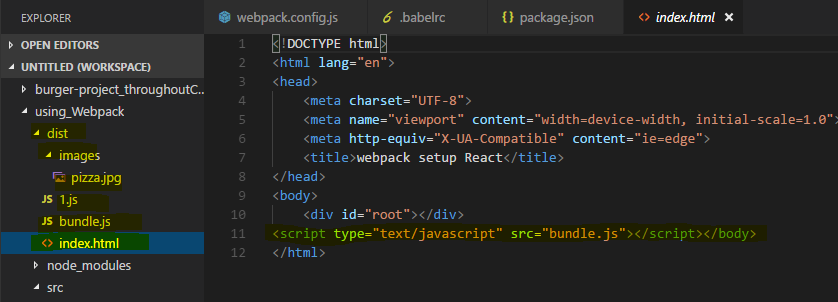 EXPLORER
OPEN EDITORS
UNTITLED (WORKSPACE)
burger-project_throughoutC...
using_Webpack
dist
images
pizza.jpg
JS 1.js
JS bundle.js
<> index.html
node_modules
src
webpack.config.js 6 .babelrc {} package.json <> index.html ×
1 <!DOCTYPE html>
2 <html lang="en">
3 <head>
4 <meta charset="UTF-8">
5 <meta name="viewport" content="width=device-width, initial-scale=1.0">
6 <meta http-equiv="X-UA-Compatible" content="ie=edge">
7 <title>webpack setup React</title>
8 </head>
9 <body>
10 <div id="root"></div>
11 <script type="text/javascript" src="bundle.js"></script></body>
12 </html>